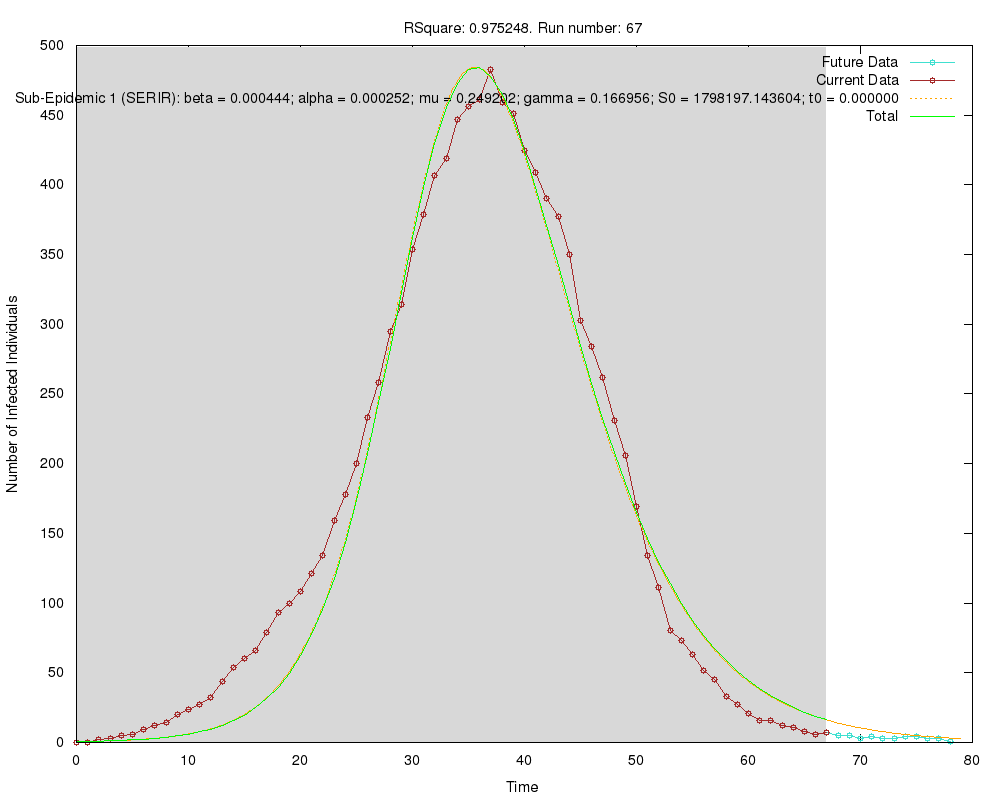 RSquare: 0.975248. Run number: 67
500
450
400
350
300
250
200
150
100
50
0
Number of Infected Individuals
Future Data
Current Data
Sub-Epidemic 1 (SERIR): beta = 0.000444; alpha = 0.000252; mu = 0.249202; gamma = 0.166956; S0 = 1798197.143604; t0 = 0.000000
Total
0 10 20 30 40 50 60 70 80
Time